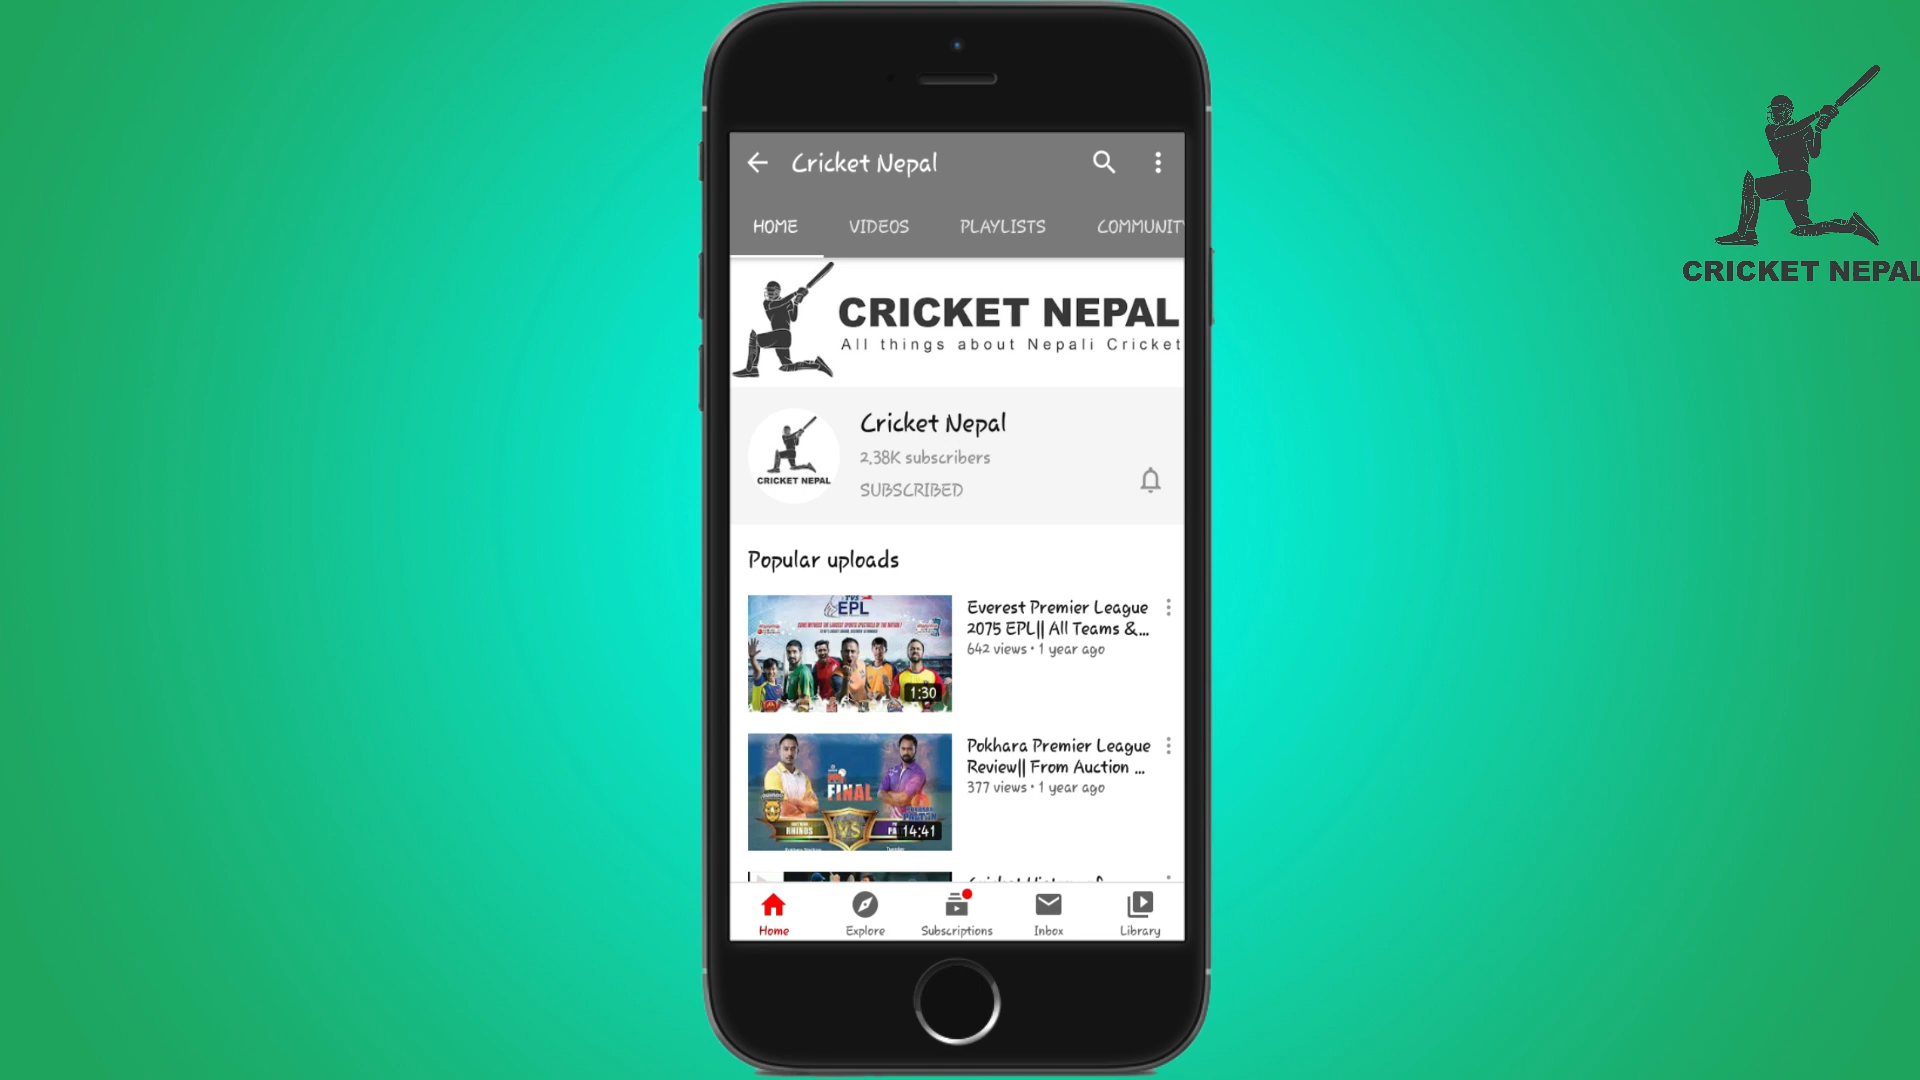 Cricket Nepal
HOME VIDEOS PLAYLISTS COMMUNIT
CRICKET NEPAL
CRICKET NEPAL
All things about Nepali Cricket
Cricket Nepal
2.38K subscribers
SUBSCRIBED
CRICKET NEPAL
Popular uploads
EPL
1:30
Everest Premier League
2075 EPL|| All Teams &...
642 views • 1 year ago
FINAL
RHINOS
VS
14:41
Pokhara Premier League
Review|| From Auction ...
377 views • 1 year ago
Home Explore Subscriptions Inbox Library